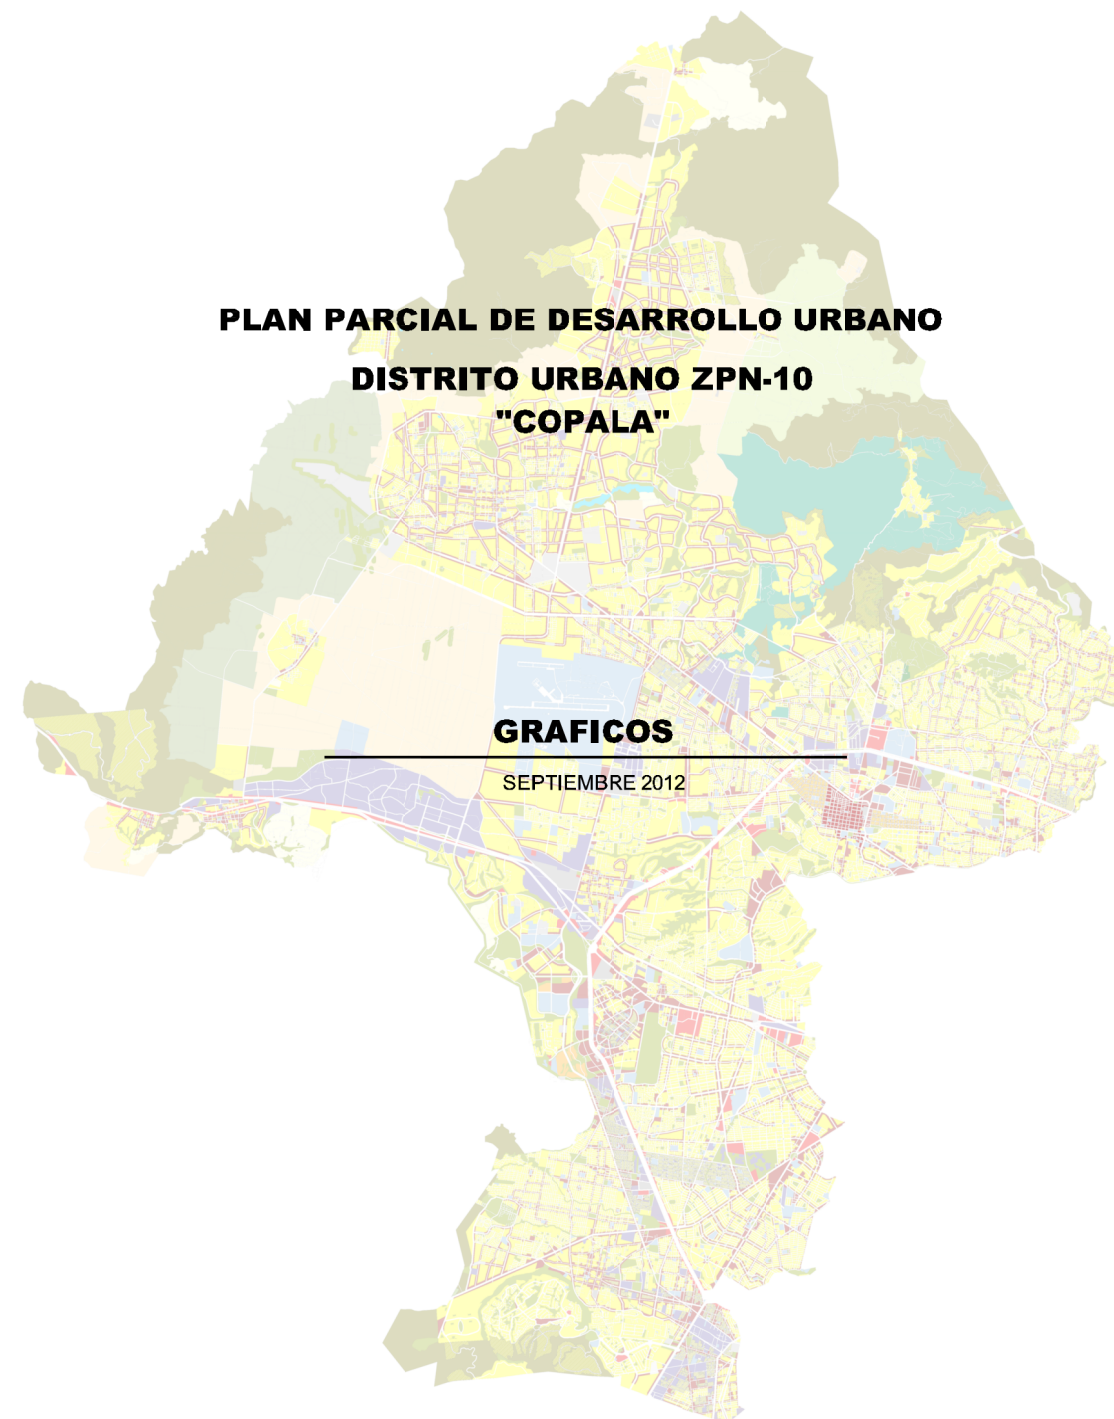 PLAN PARCIAL DE DESARROLLO URBANO
DISTRITO URBANO ZPN-10
"COPALA"
GRAFICOS
SEPTIEMBRE 2012